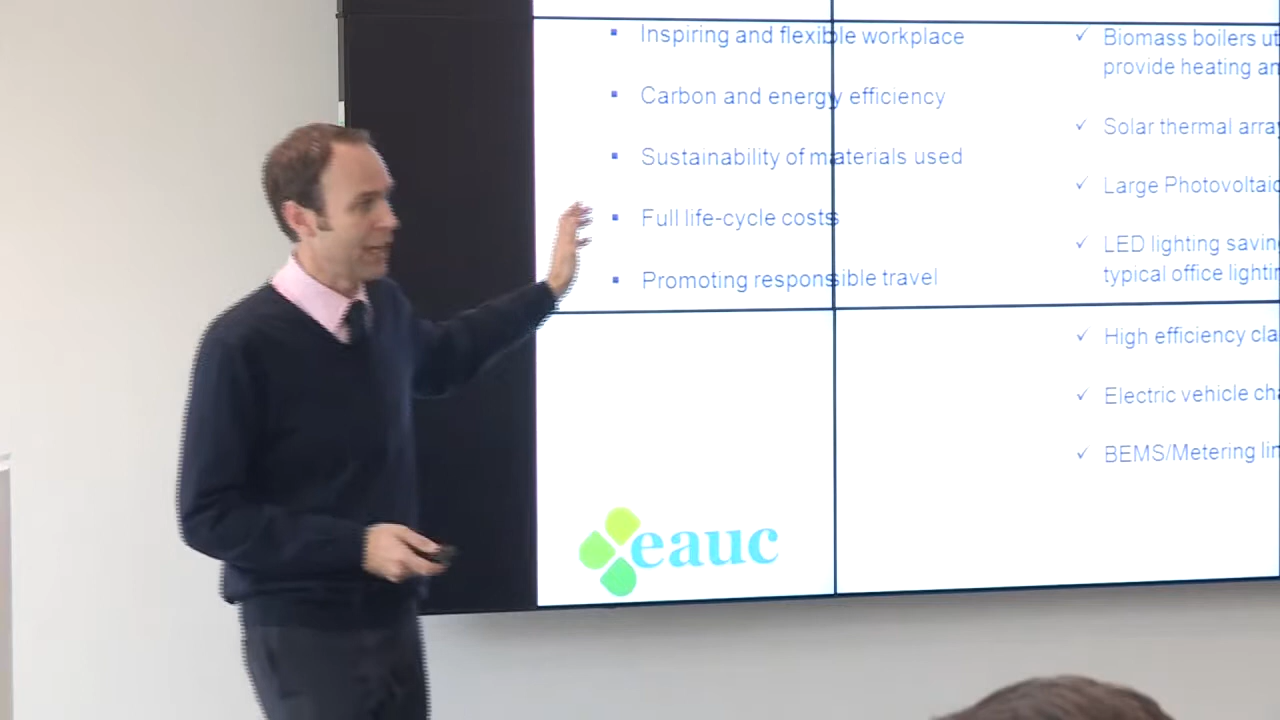 Inspiring and flexible workplace
Carbon and energy efficiency
Sustainability of materials used
Full life-cycle costs
Promoting responsible travel
eauc
Biomass boilers
provide heating
Solar thermal
Large
LED lighting
typical office
High efficiency
Electric vehicle
BEMS/Metering